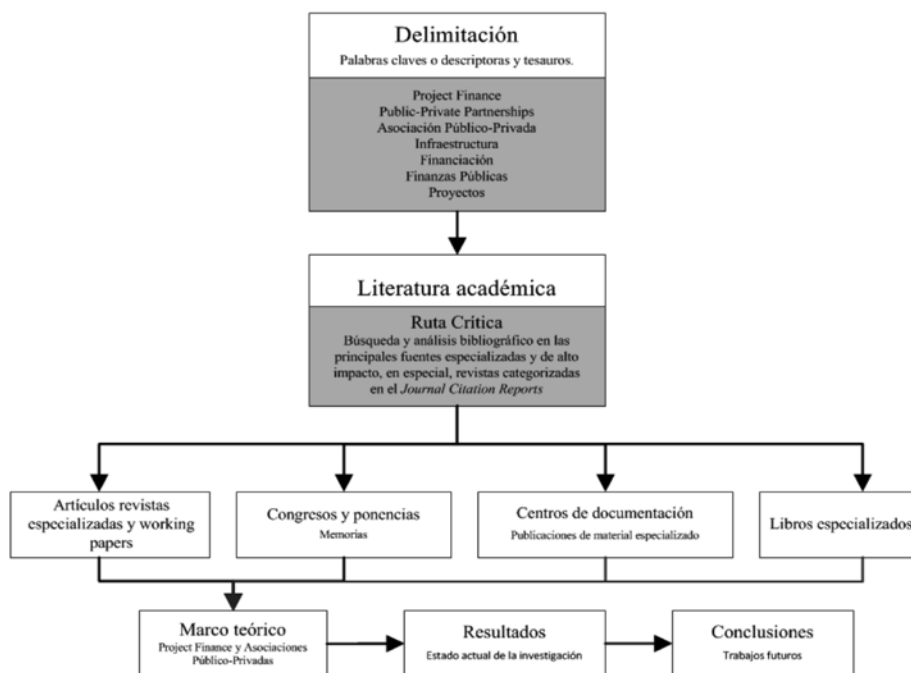 Delimitación
Palabras claves o descriptoras y tesauros.
Project Finance
Public-Private Partnerships
Asociación Público-Privada
Infraestructura
Financiación
Finanzas Públicas
Proyectos
Literatura académica
Ruta Crítica
Búsqueda y análisis bibliográfico en las
principales fuentes especializadas y de alto
impacto, en especial, revistas categorizadas
en el Journal Citation Reports
Artículos revistas
especializadas y working
papers
Congresos y ponencias
Memorias
Centros de documentación
Publicaciones de material especializado
Libros especializados
Marco teórico
Project Finance y Asociaciones
Público-Privadas
Resultados
Estado actual de la investigación
Conclusiones
Trabajos futuros